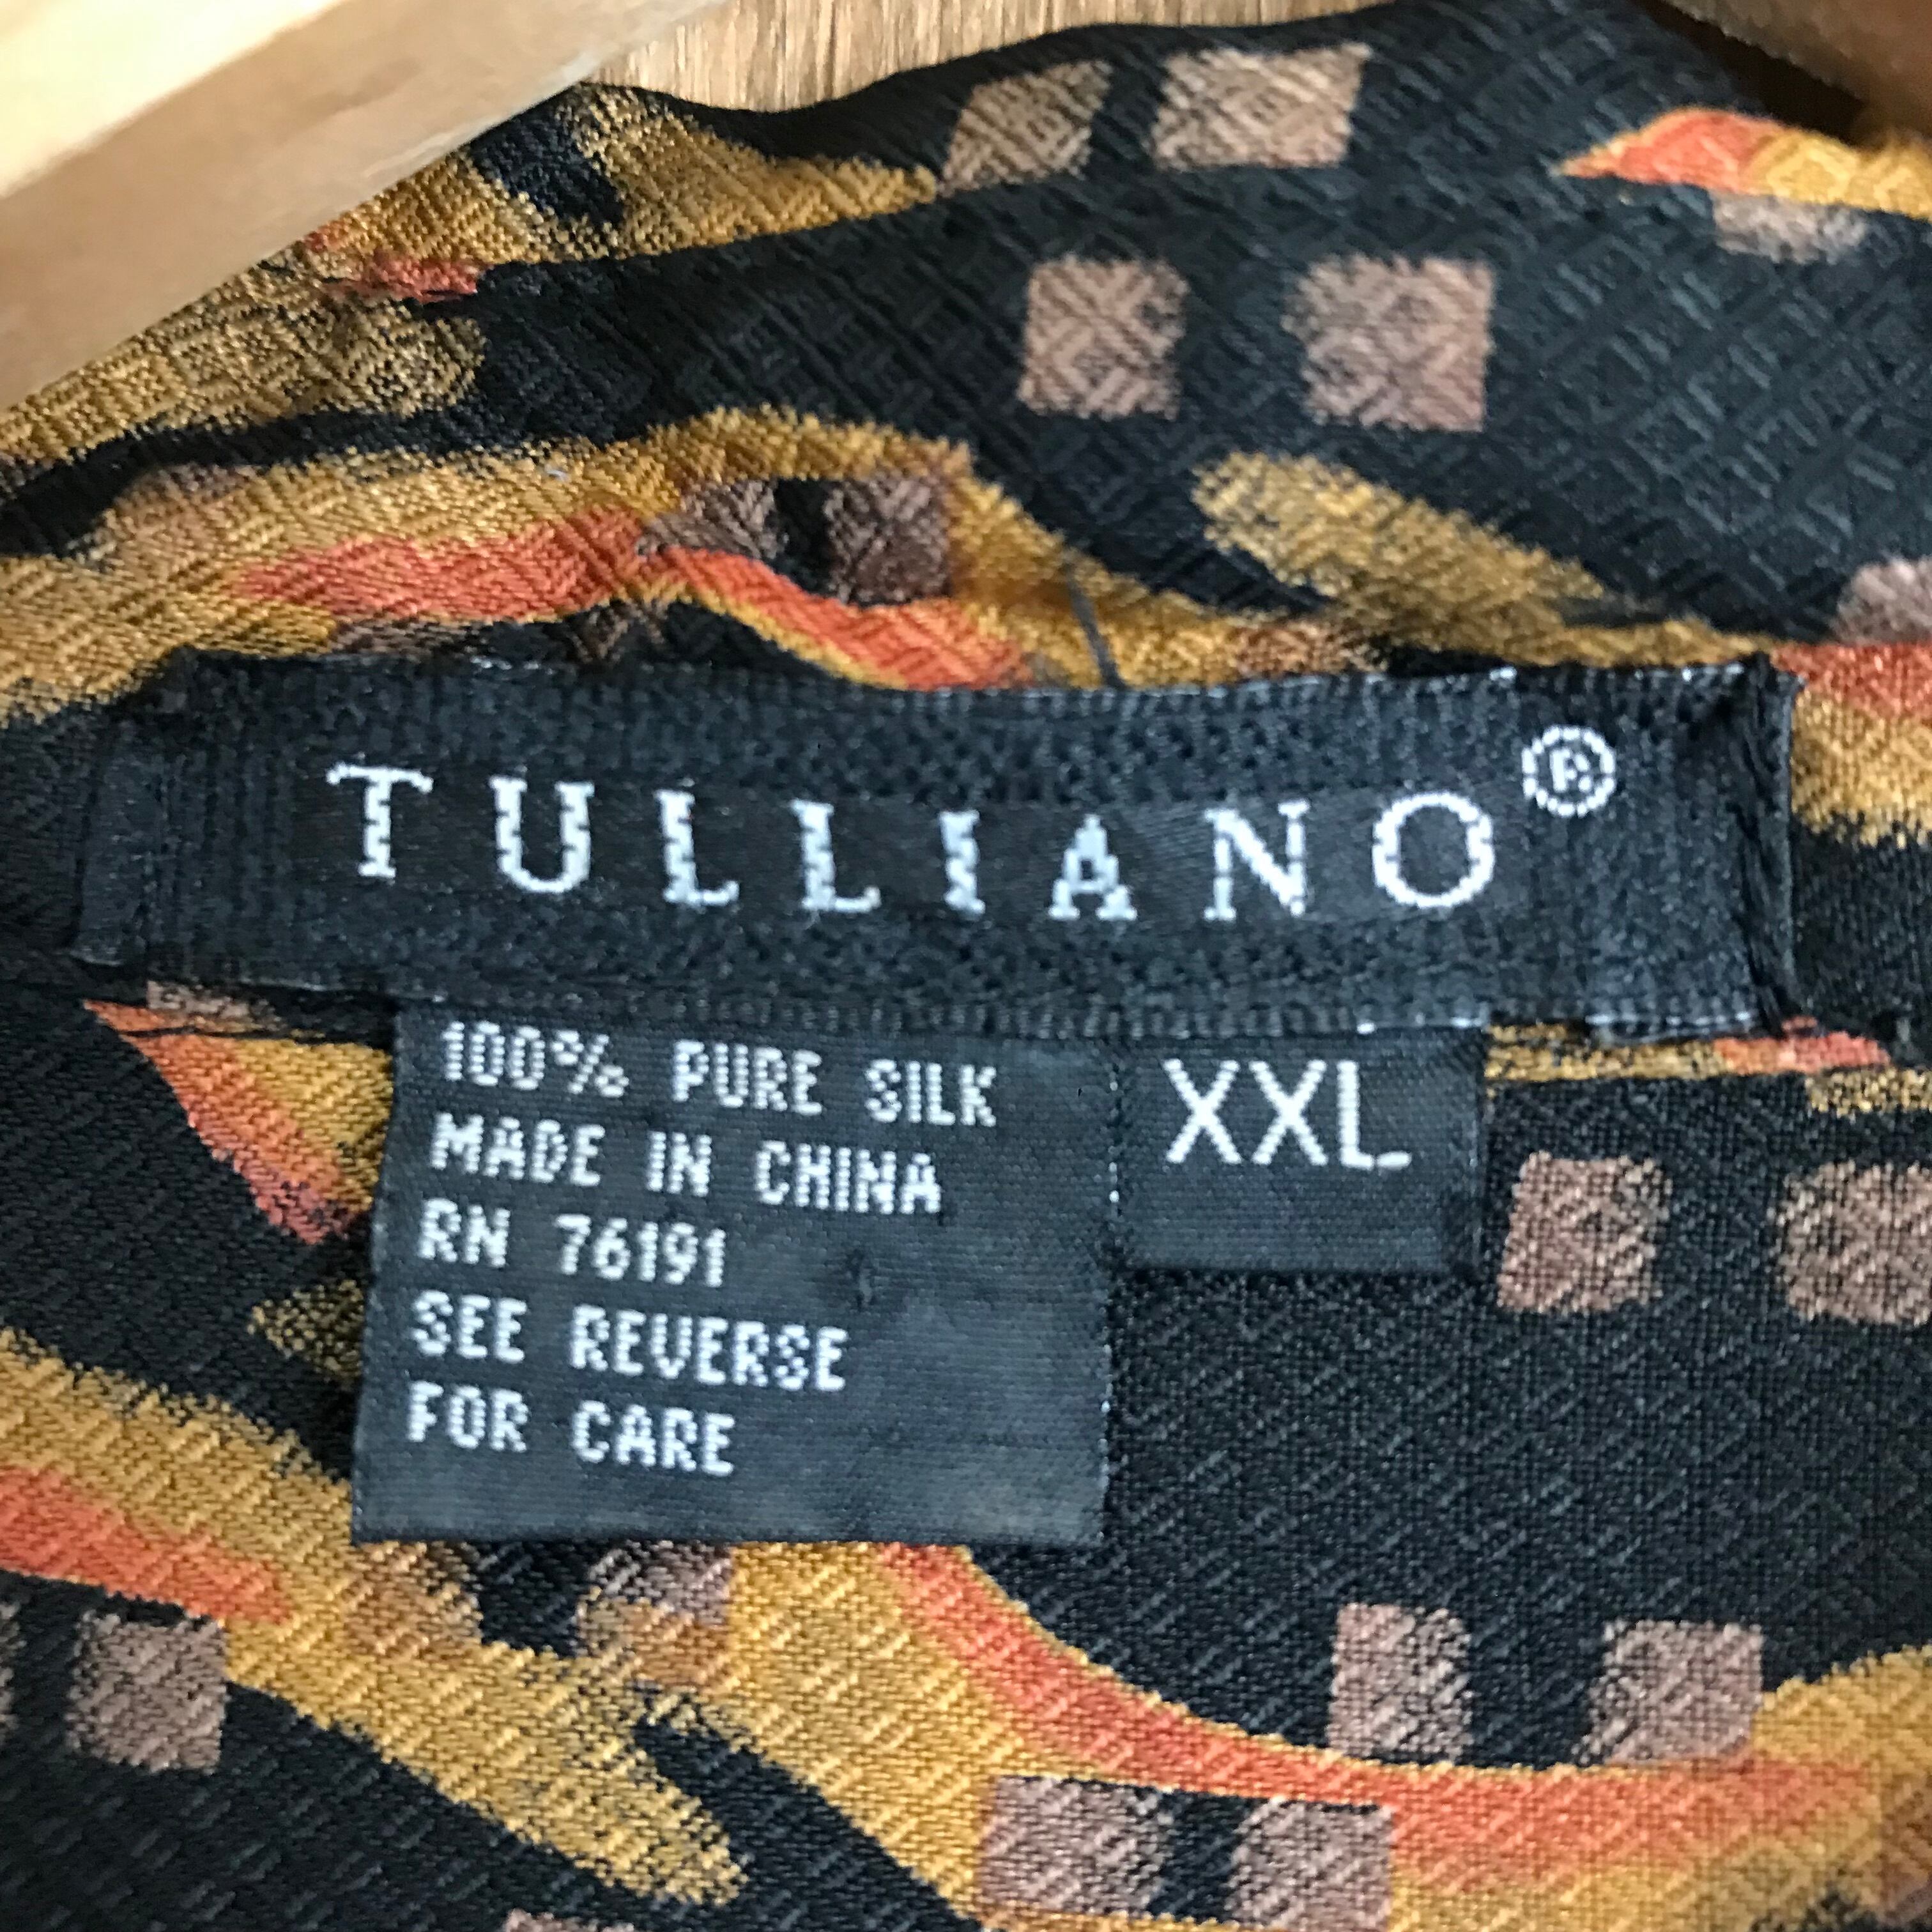 TULLIANO®
100% PURE SILK
MADE IN CHINA
RN 76191
SEE REVERSE
FOR CARE
XXL